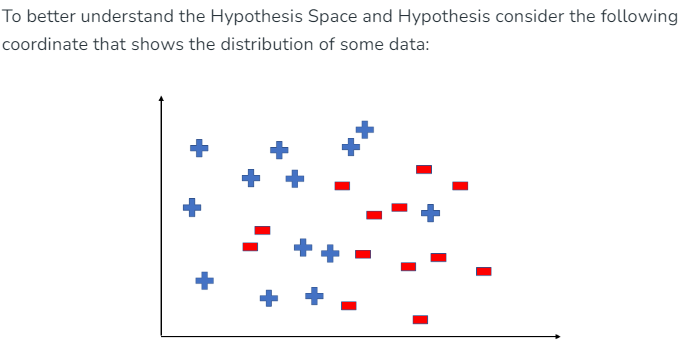 To better understand the Hypothesis Space and Hypothesis consider the following
coordinate that shows the distribution of some data: